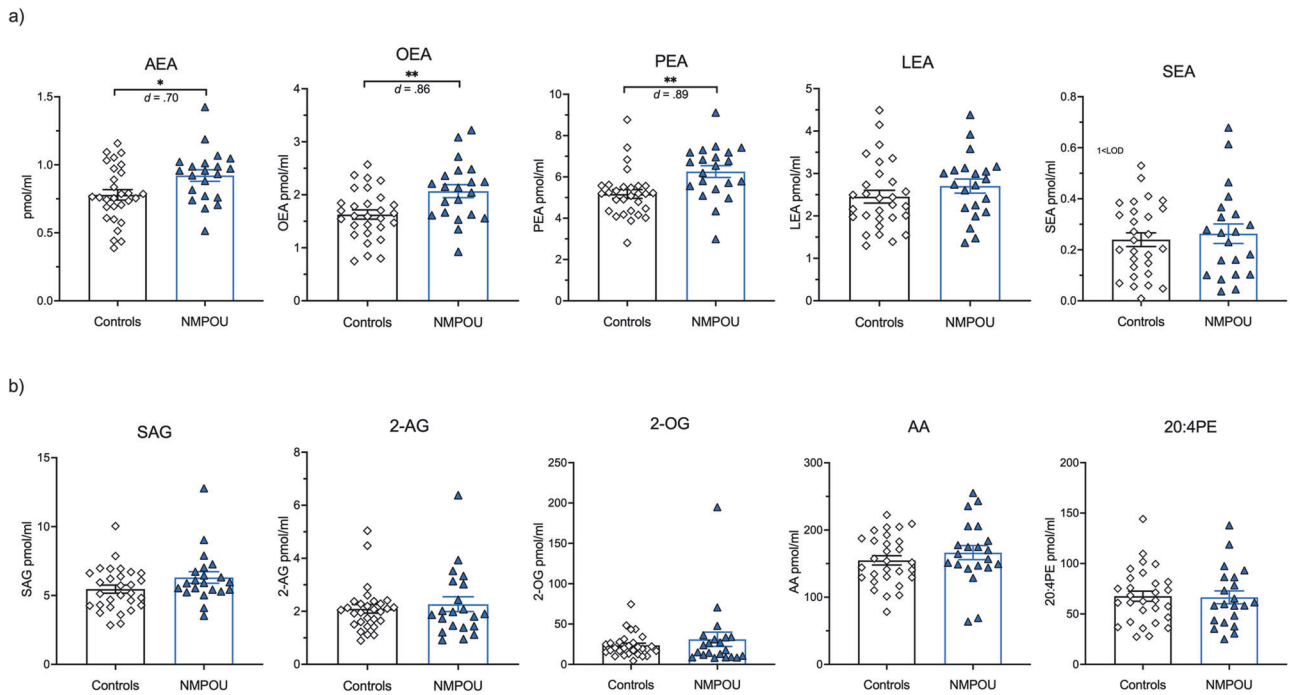 a)
AEA
OEA
PEA
LEA
SEA
*
d = .70
**
d = .86
**
d = .89
1<LOD
pmol/ml
1.5
1.0
0.5
0.0
Controls
NMPOU
OEA pmol/ml
4
3
2
1
0
Controls
NMPOU
PEA pmol/ml
10
9
8
7
6
5
4
3
2
1
0
Controls
NMPOU
LEA pmol/ml
5
4
3
2
1
0
Controls
NMPOU
SEA pmol/ml
0.8
0.6
0.4
0.2
0.0
Controls
NMPOU
b)
SAG
2-AG
2-OG
AA
20:4PE
SAG pmol/ml
15
10
5
0
Controls
NMPOU
2-AG pmol/ml
8
6
4
2
0
Controls
NMPOU
2-OG pmol/ml
250
200
150
100
50
0
Controls
NMPOU
AA pmol/ml
300
200
100
0
Controls
NMPOU
20:4PE pmol/ml
200
150
100
50
0
Controls
NMPOU